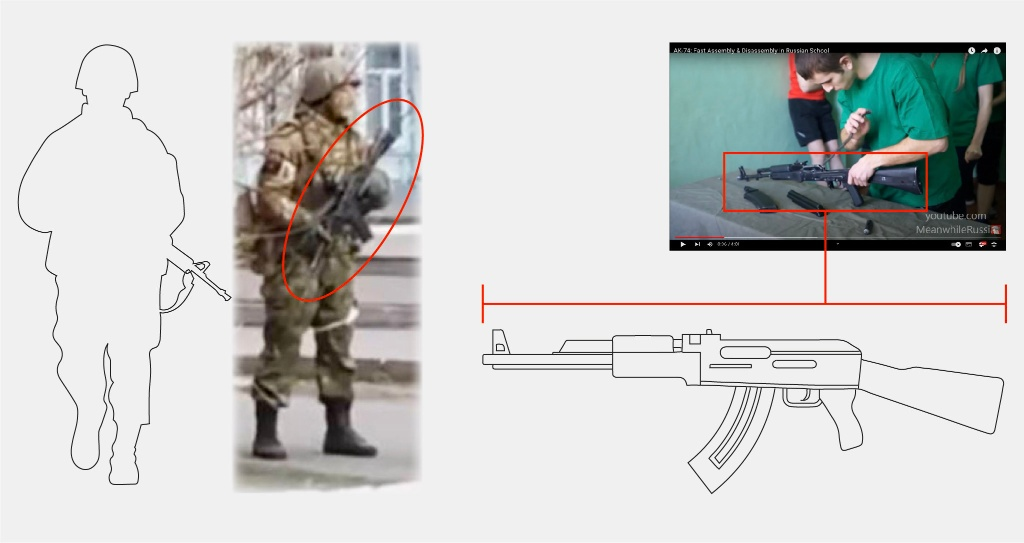 AK-74: Fast Assembly & Disassembly in Russian School
youtube.com
MeanwhileRussia